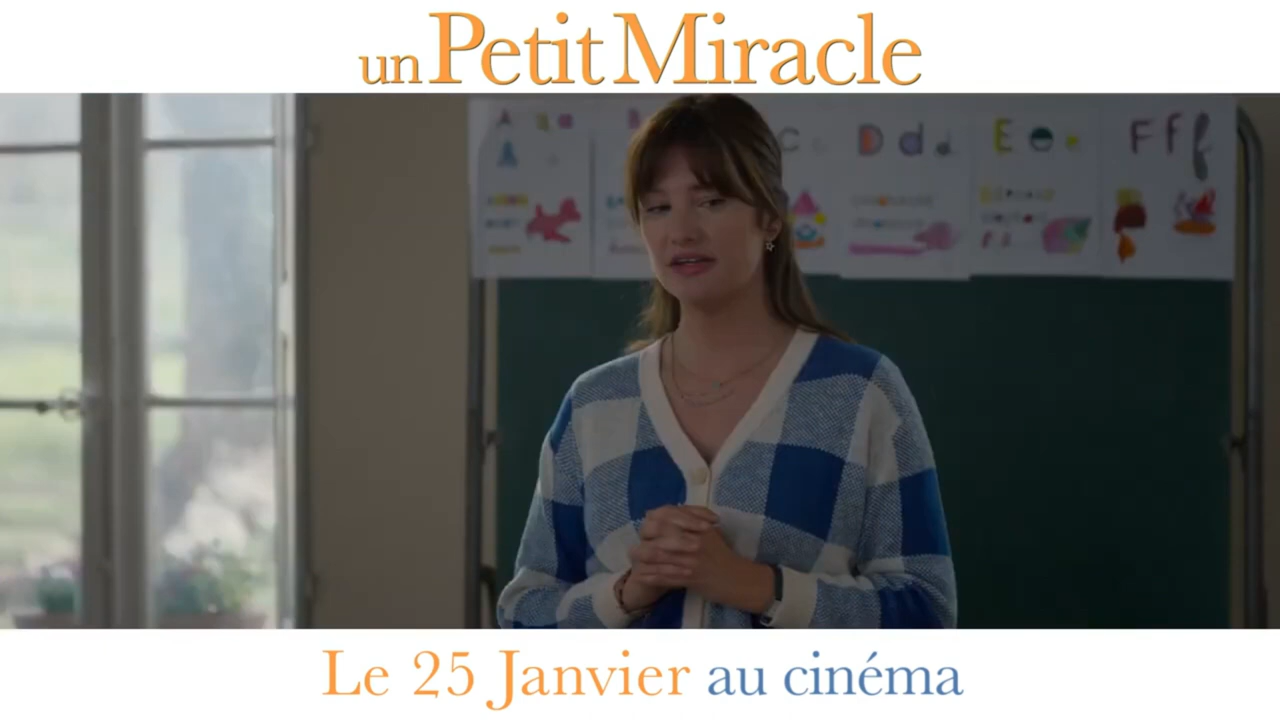 un Petit Miracle
A a
C c
D d d
E e e
F f f
Le 25 Janvier au cinéma